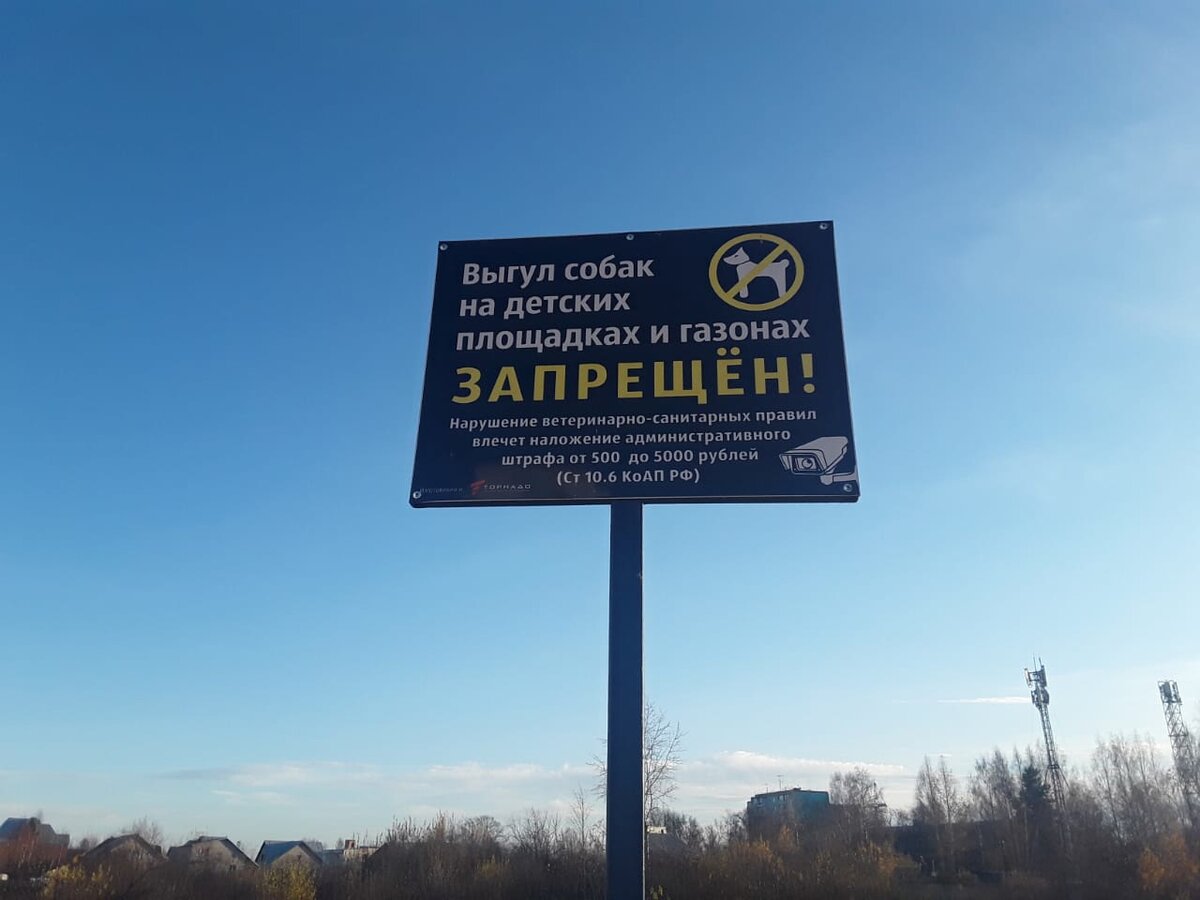 Выгул собак
на детских
площадках и газонах
ЗАПРЕЩЁН!
Нарушение ветеринарно-санитарных правил
влечет наложение административного
штрафа от 500 до 5000 рублей
(Ст 10.6 КоАП РФ)
ТОРНАДО